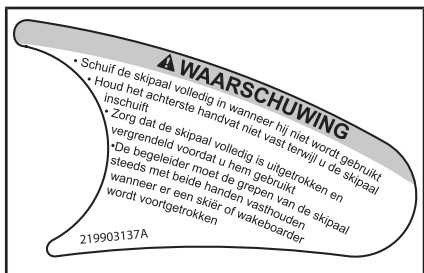 ⚠ WAARSCHUWING
• Schuif de skipaal volledig in wanneer hij niet wordt gebruikt
• Houd het achterste handvat niet vast terwijl u de skipaal
inschuift
• Zorg dat de skipaal volledig is uitgetrokken en
vergrendeld voordat u hem gebruikt
•De begeleider moet de grepen van de skipaal
steeds met beide handen vasthouden
wanneer er een skiër of wakeboarder
wordt voortgetrokken
219903137A